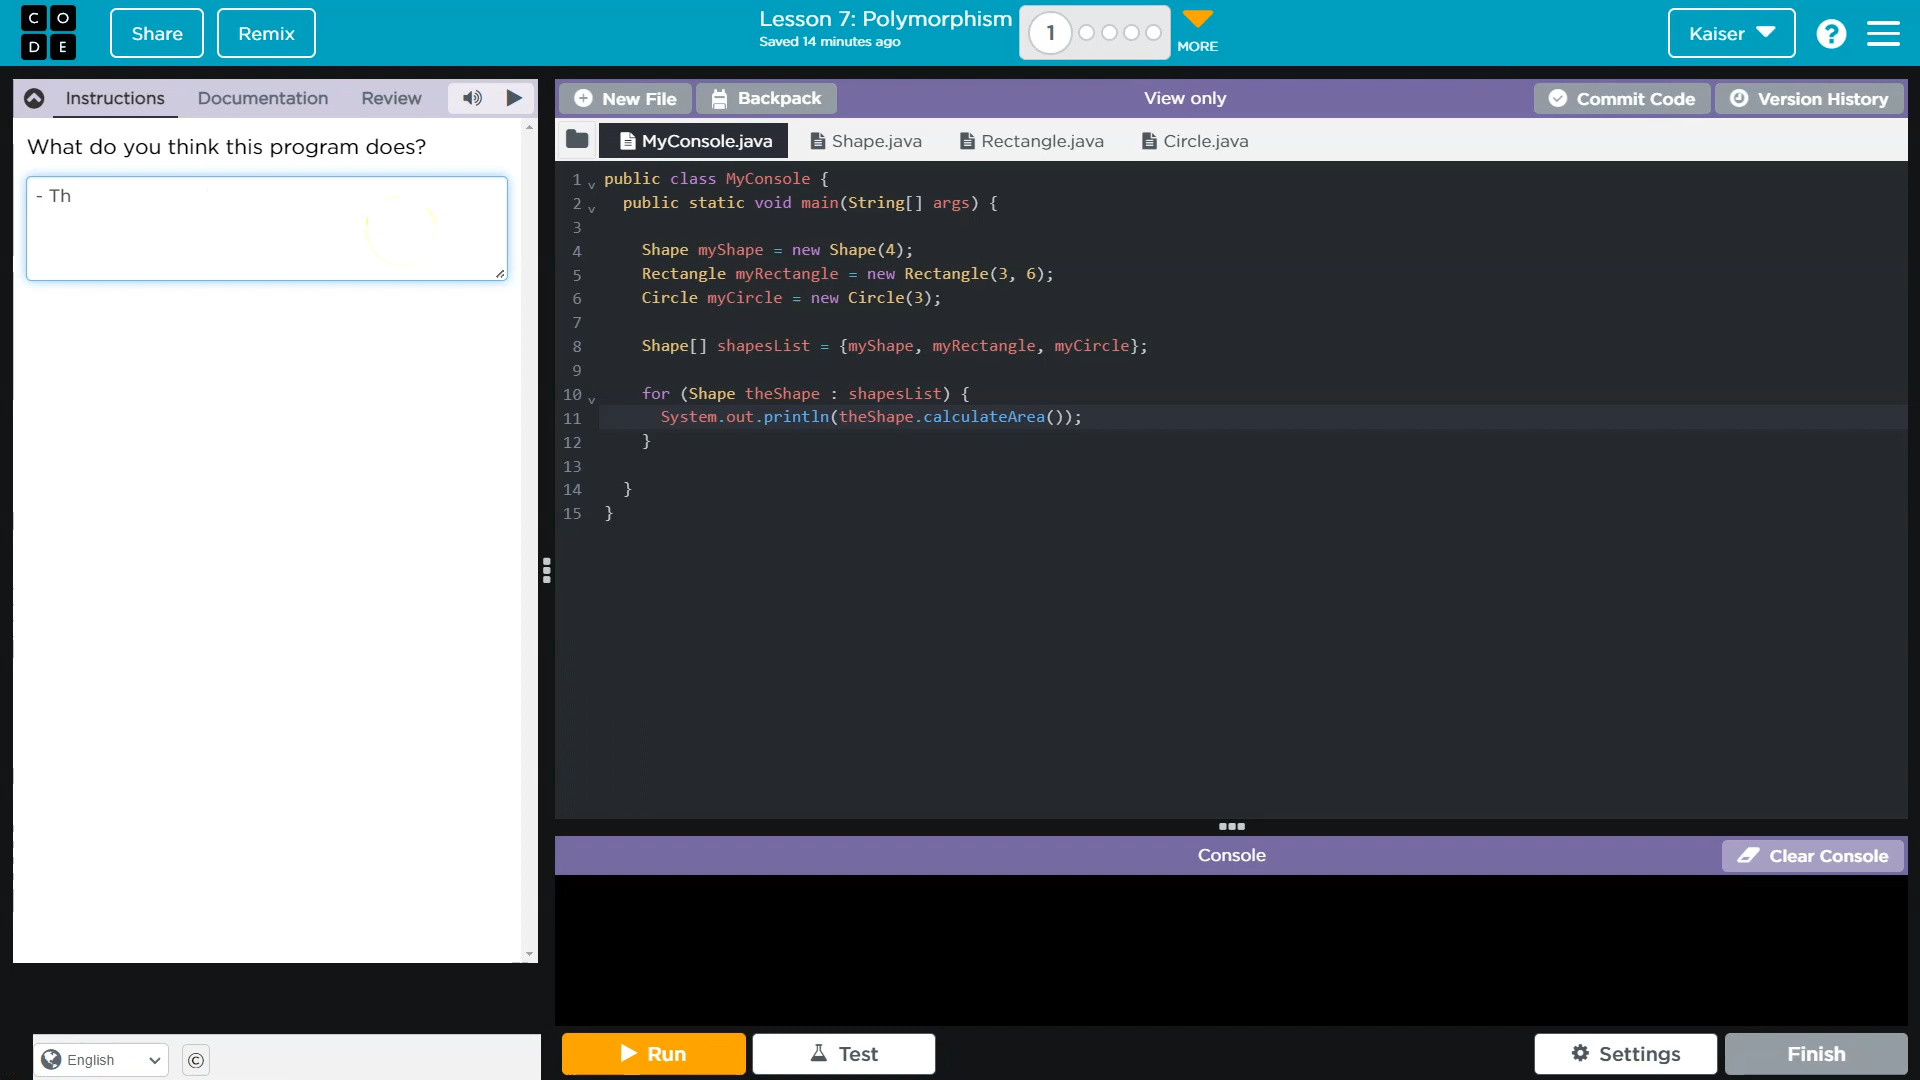 C O
D E
Share
Remix
Lesson 7: Polymorphism
Saved 14 minutes ago
1
MORE
Kaiser
?
Instructions
Documentation
Review
New File
Backpack
View only
Commit Code
Version History
MyConsole.java
Shape.java
Rectangle.java
Circle.java
What do you think this program does?
- Th
1 public class MyConsole {
2 public static void main(String[] args) {
3
4 Shape myShape = new Shape(4);
5 Rectangle myRectangle = new Rectangle(3, 6);
6 Circle myCircle = new Circle(3);
7
8 Shape[] shapesList = {myShape, myRectangle, myCircle};
9
10 for (Shape theShape : shapesList) {
11 System.out.println(theShape.calculateArea());
12 }
13
14 }
15 }
Console
Clear Console
English
©
Run
Test
Settings
Finish